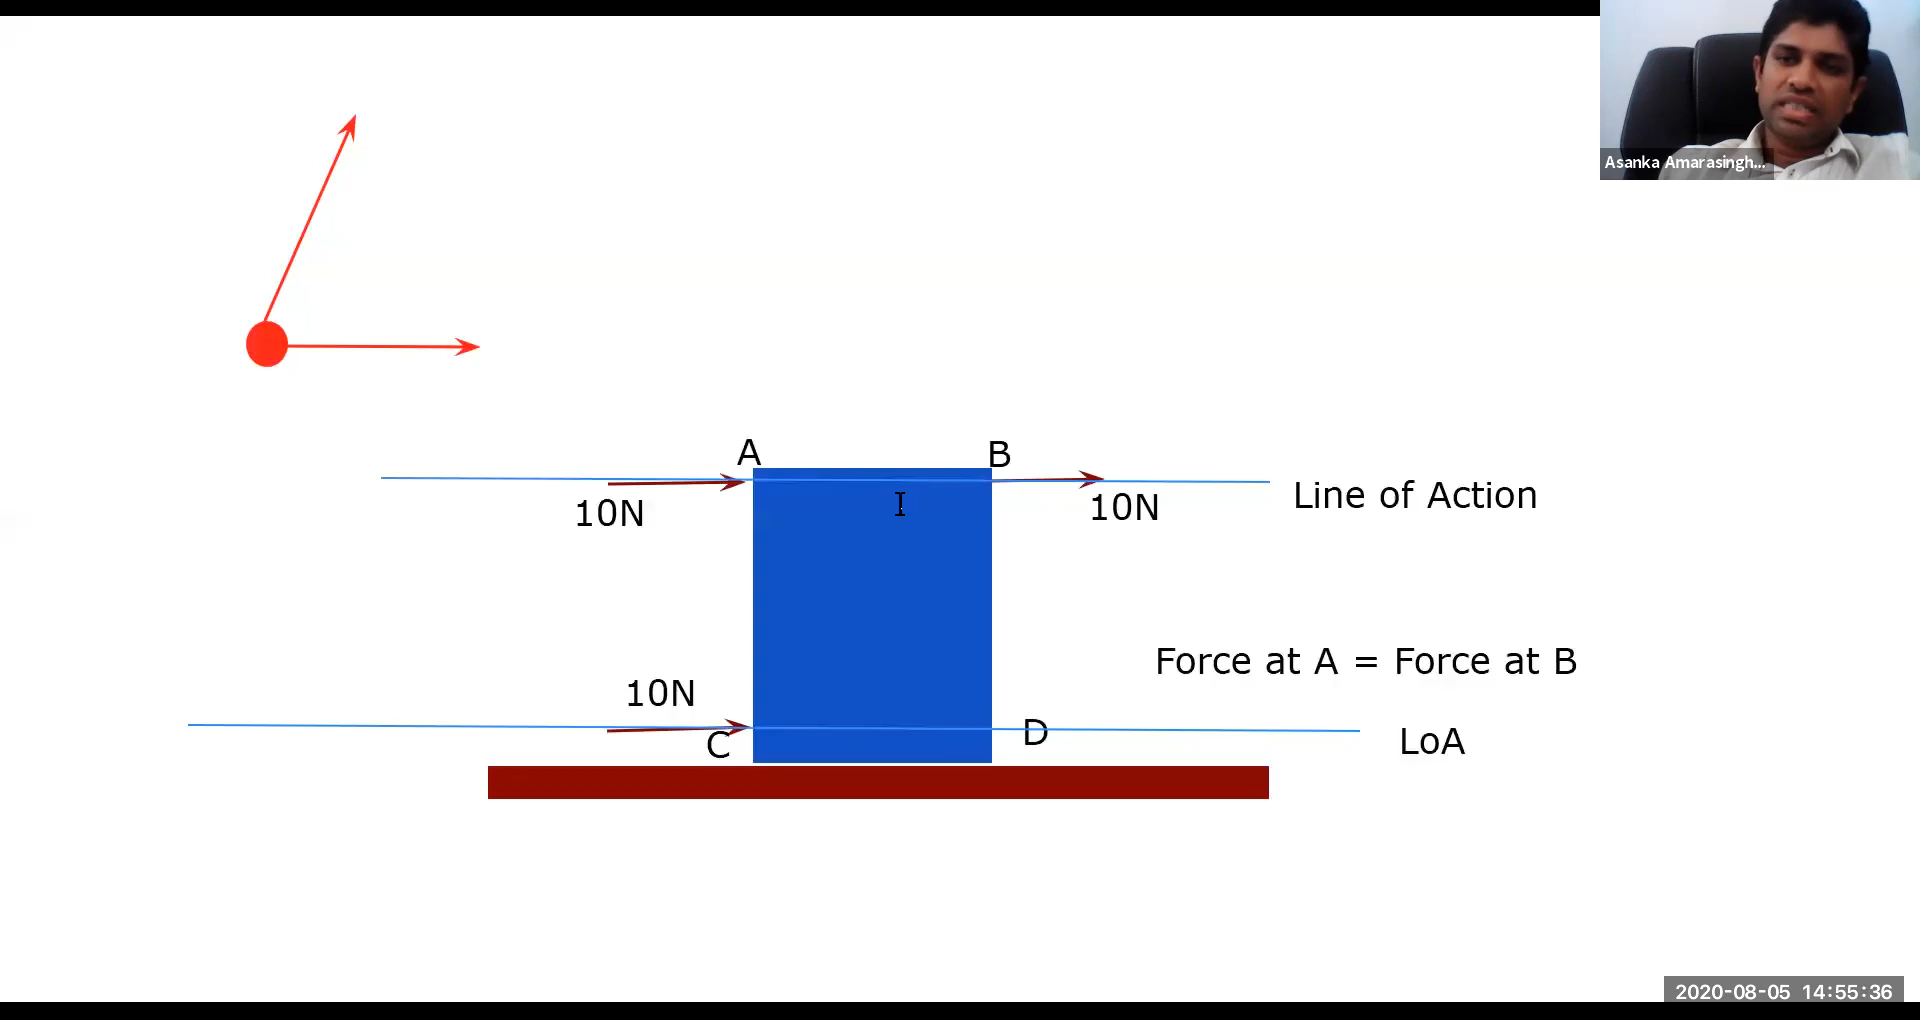 Asanka Amarasingh...
A
B
10N
10N
Line of Action
Force at A = Force at B
10N
C
D
LoA
2020-08-05 14:55:36